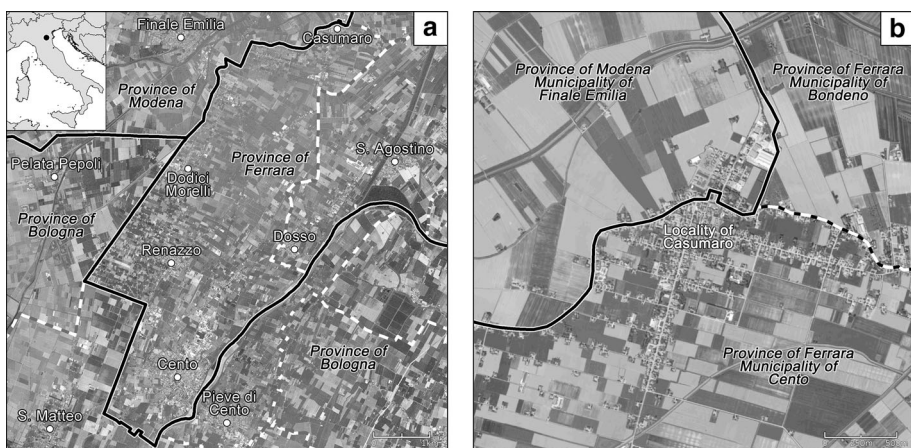 a
Finale Emilia
Casumaro
Province of
Modena
Province of
Ferrara
S. Agostino
Pelata Pepoli
Dodici
Morelli
Province of
Bologna
Renazzo
Dosso
Province of
Bologna
Cento
Pieve di
Cento
S. Matteo
b
Province of Modena
Municipality of
Finale Emilia
Province of Ferrara
Municipality of
Bondeno
Locality of
Casumaro
Province of Ferrara
Municipality of
Cento